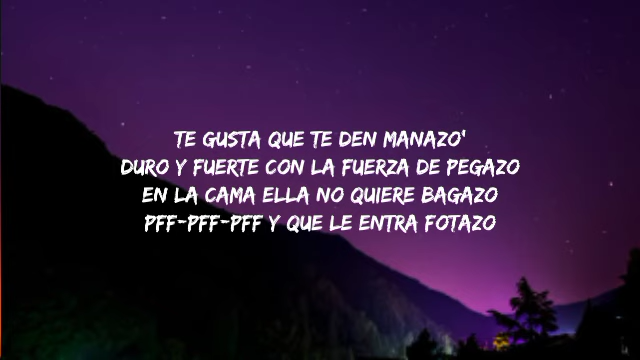 TE GUSTA QUE TE DEN MANAZO'
DURO Y FUERTE CON LA FUERZA DE PEGAZO
EN LA CAMA ELLA NO QUIERE BAGAZO
PFF-PFF-PFF Y QUE LE ENTRA FOTAZO